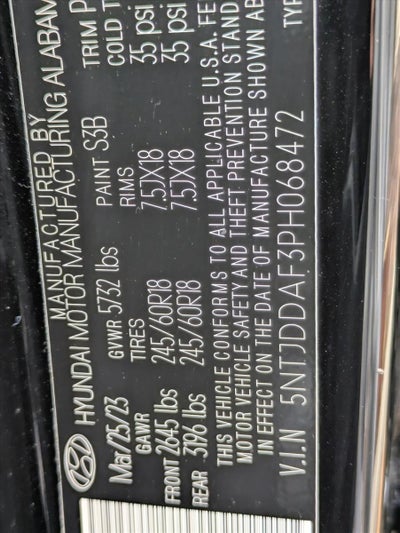 MANUFACTURED BY
HYUNDAI MOTOR MANUFACTURING ALABAM
Mar/25/23 GVWR 5732 lbs PAINT S3B TRIM
GAWR TIRES RIMS COLD
FRONT 2645 lbs 245/60R18 7.51X18 35 psi
REAR 3196 lbs 245/60R18 7.51X18 35 psi
THIS VEHICLE CONFORMS TO ALL APPLICABLE U.S.A. FE
MOTOR VEHICLE SAFETY AND THEFT PREVENTION STAND
IN EFFECT ON THE DATE OF MANUFACTURE SHOWN AB
V.I.N 5NTJDDAF3PH068472 TYP